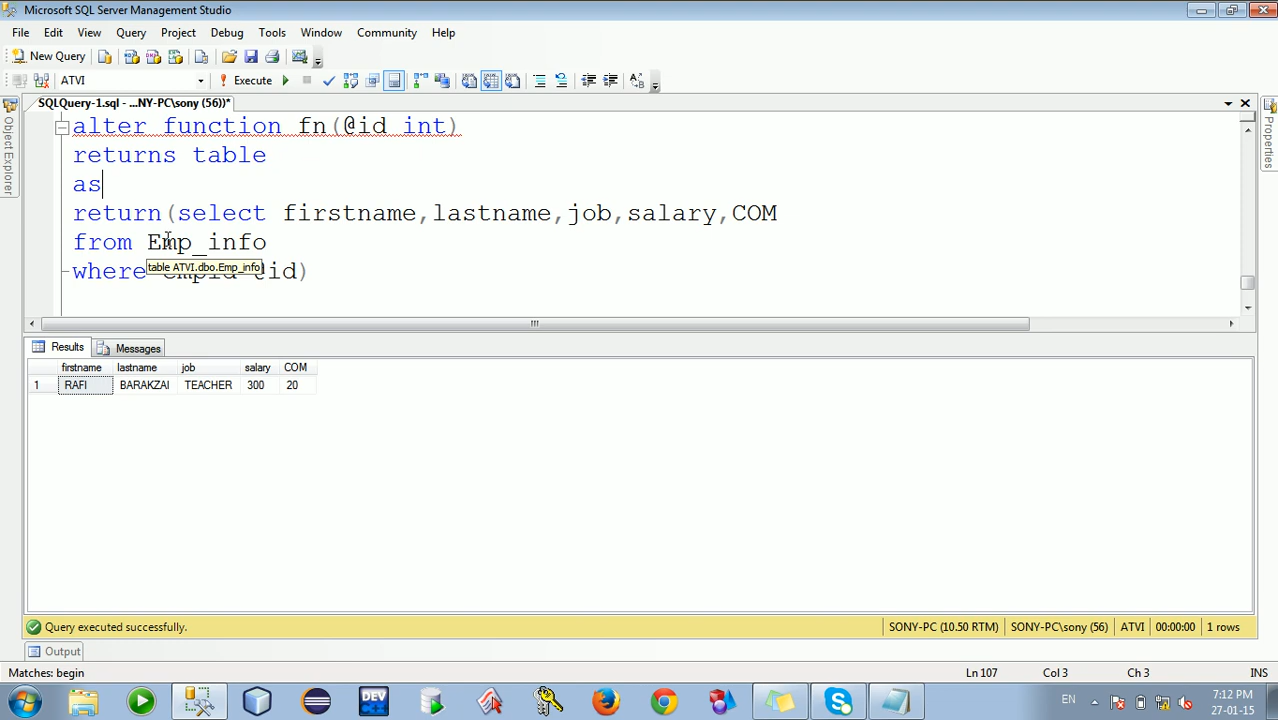 Microsoft SQL Server Management Studio
File Edit View Query Project Debug Tools Window Community Help
New Query
ATVI Execute
SQLQuery-1.sql - ...NY-PC\sony (56))*
Object Explorer
Properties
alter function fn(@id int)
returns table
as
return(select firstname,lastname,job,salary,COM
from Emp_info
table ATVI.dbo.Emp_info
where @id)
Results Messages
firstname lastname job salary COM
1 RAFI BARAKZAI TEACHER 300 20
Query executed successfully. SONY-PC (10.50 RTM) SONY-PC\sony (56) ATVI 00:00:00 1 rows
Output
Matches: begin Ln 107 Col 3 Ch 3 INS
DEV EN 7:12 PM
27-01-15